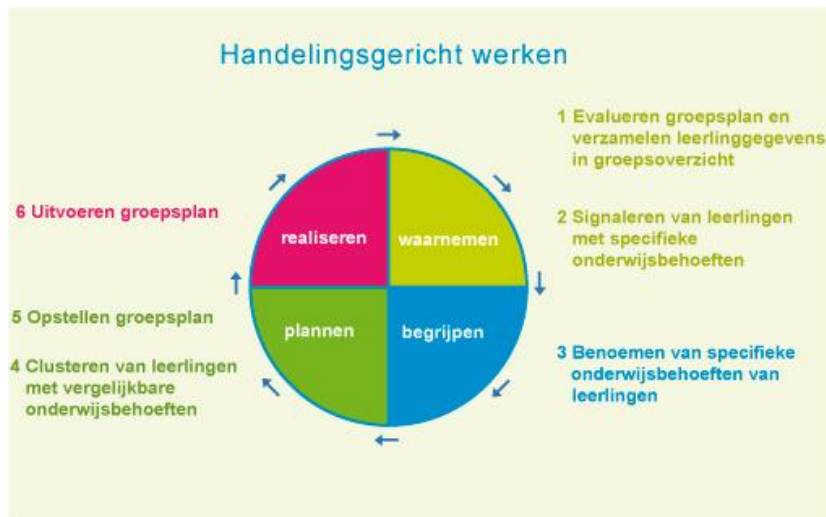 Handelingsgericht werken
1 Evalueren groepsplan en
verzamelen leerlinggegevens
in groepsoverzicht
2 Signaleren van leerlingen
met specifieke
onderwijsbehoeften
3 Benoemen van specifieke
onderwijsbehoeften van
leerlingen
4 Clusteren van leerlingen
met vergelijkbare
onderwijsbehoeften
5 Opstellen groepsplan
6 Uitvoeren groepsplan
realiseren
waarnemen
plannen
begrijpen